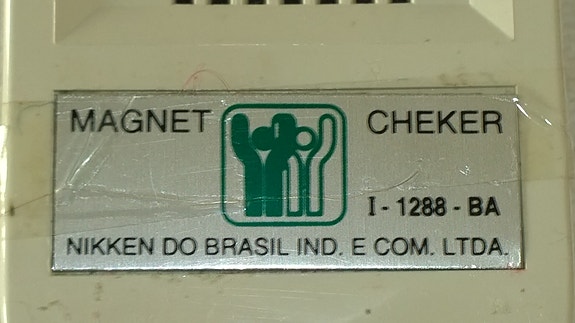 MAGNET CHEKER
I - 1288 - BA
NIKKEN DO BRASIL IND. E COM. LTDA.